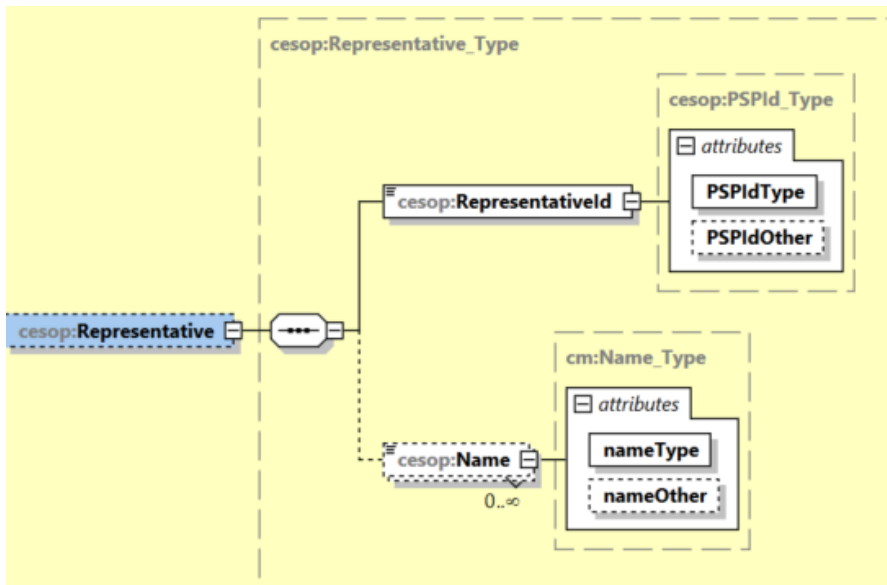 cesop:Representative_Type
cesop:PSPId_Type
attributes
cesop:RepresentativeId
PSPIdType
PSPIdOther
cesop:Representative
cm:Name_Type
attributes
cesop:Name
nameType
nameOther
0..∞